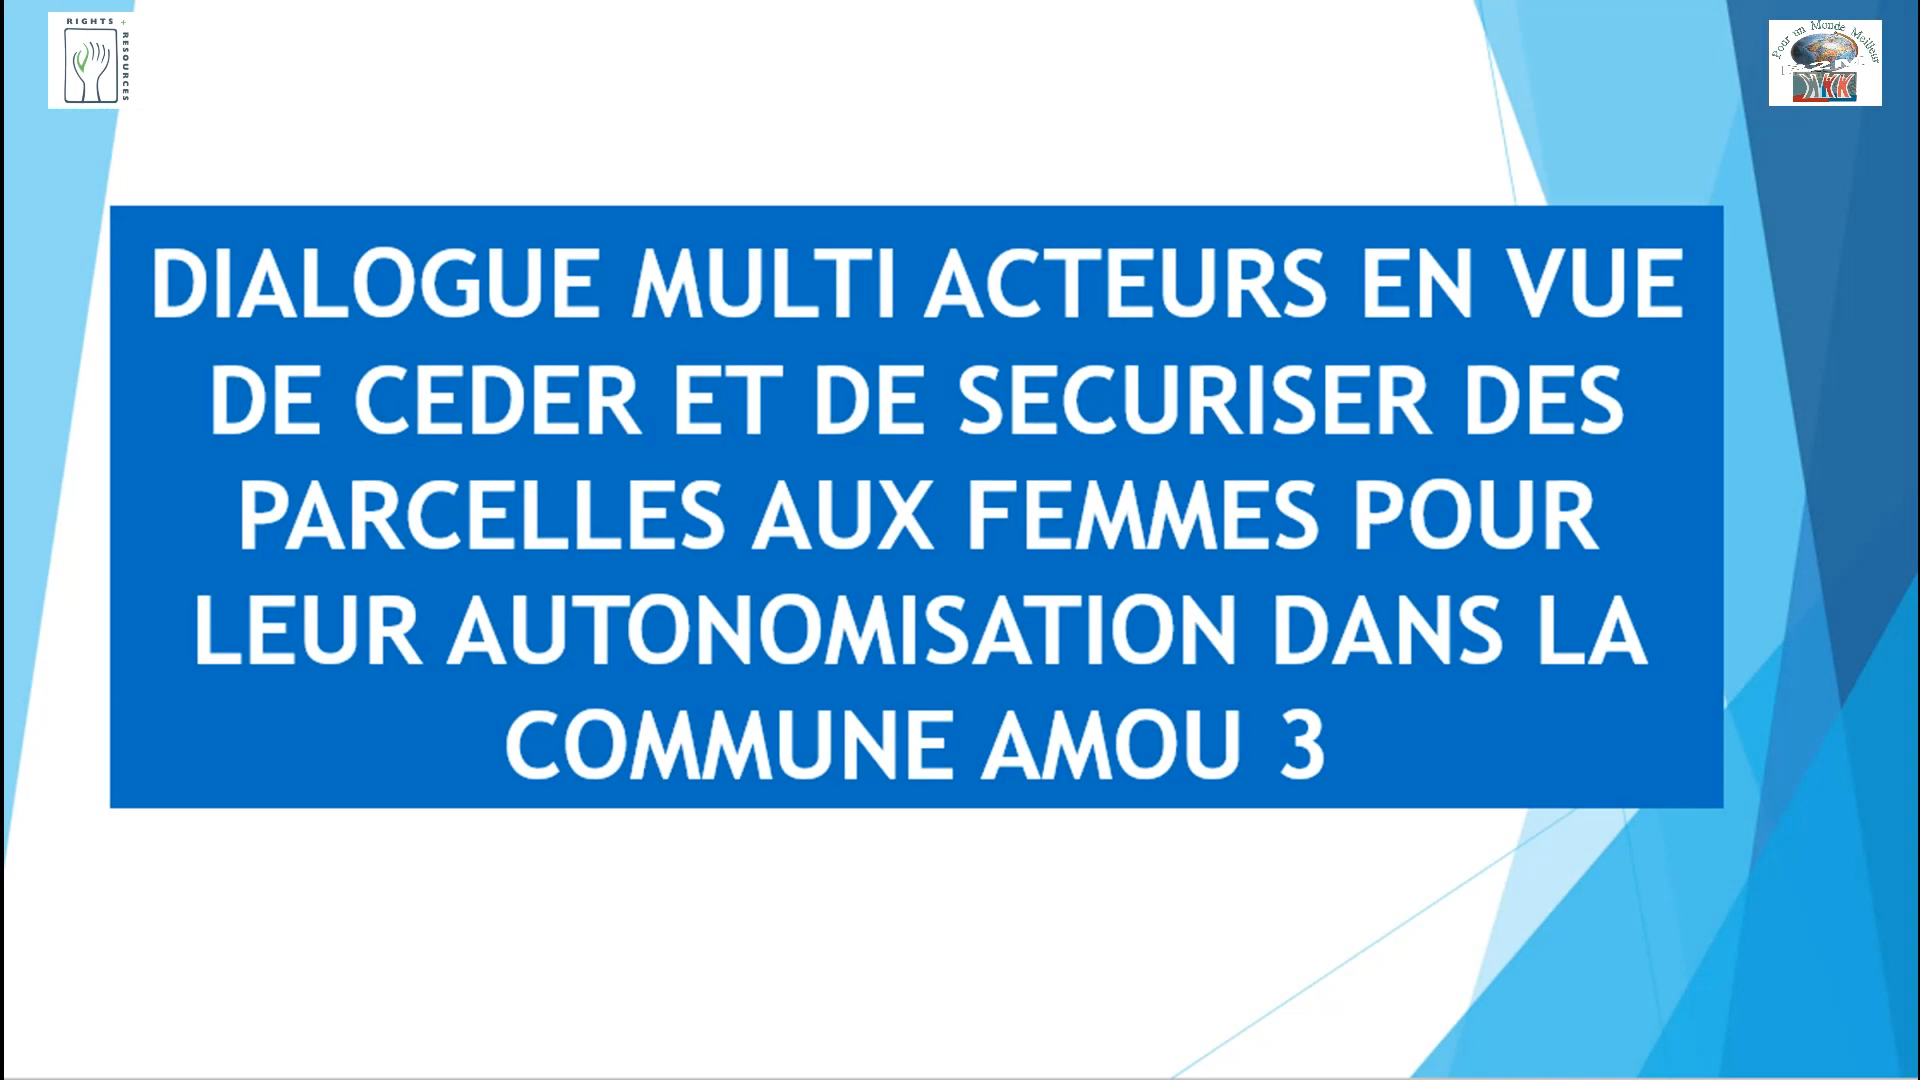 RIGHTS +
RESOURCES
Pour un Monde Meilleur
DIALOGUE MULTI ACTEURS EN VUE
DE CEDER ET DE SECURISER DES
PARCELLES AUX FEMMES POUR
LEUR AUTONOMISATION DANS LA
COMMUNE AMOU 3